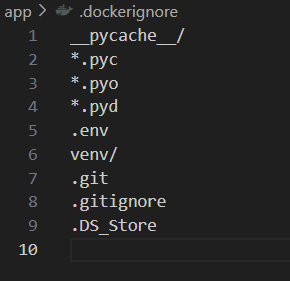 app > .dockerignore
1 __pycache__/
2 *.pyc
3 *.pyo
4 *.pyd
5 .env
6 venv/
7 .git
8 .gitignore
9 .DS_Store
10